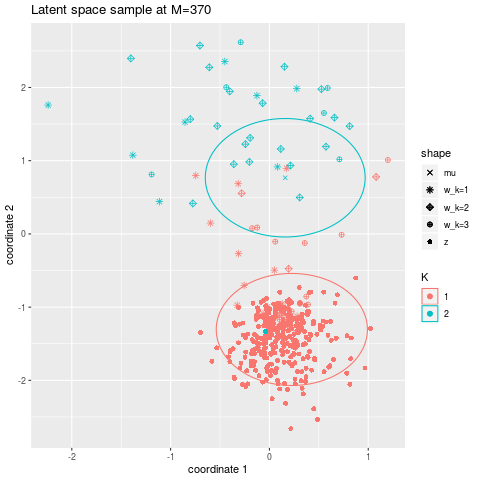 Latent space sample at M=370
2
1
0
-1
-2
coordinate 2
-2
-1
0
1
coordinate 1
shape
mu
w_k=1
w_k=2
w_k=3
z
K
1
2